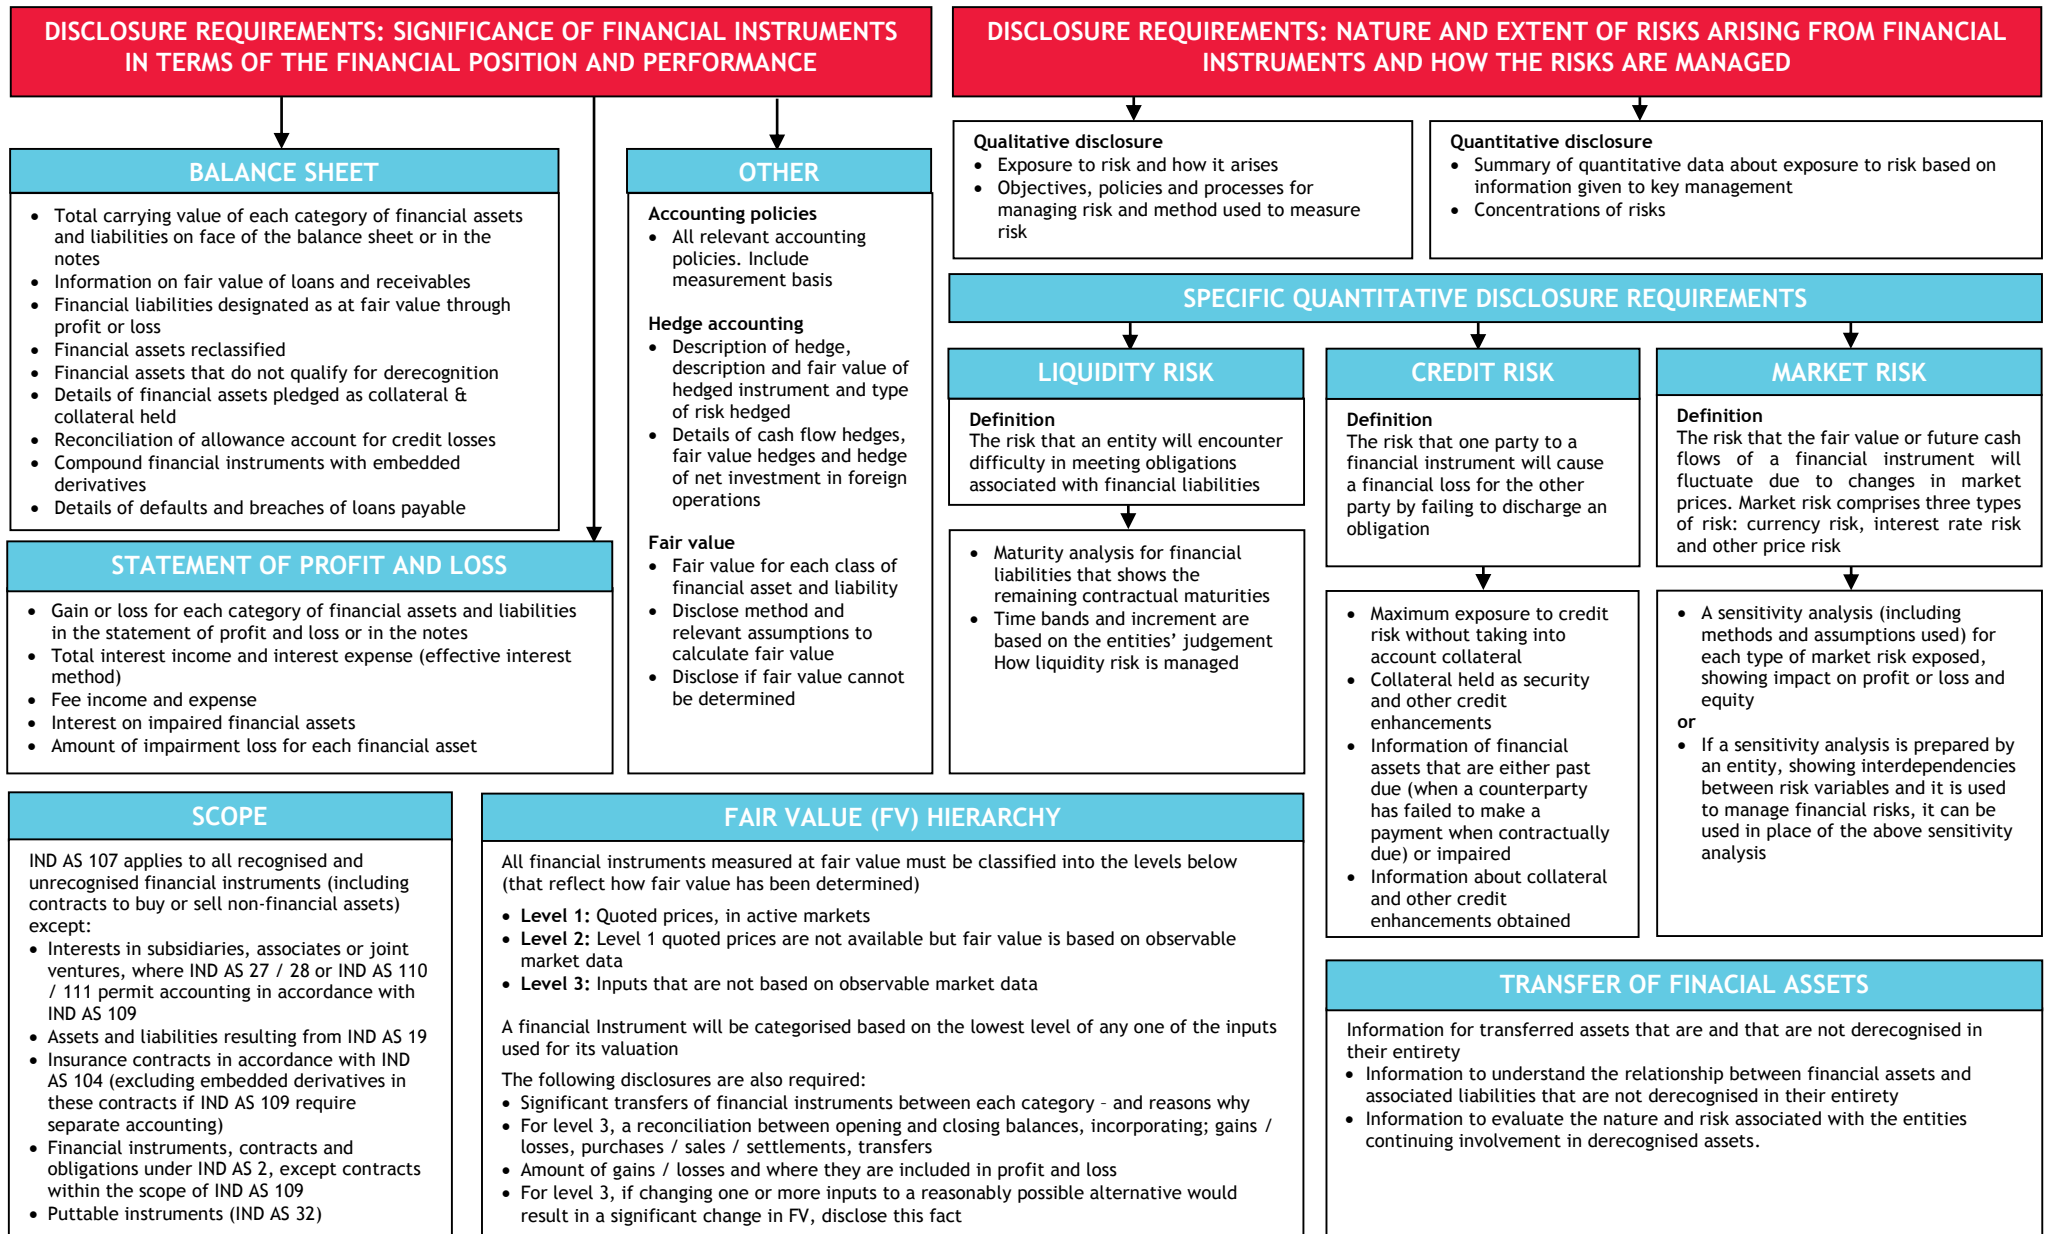 DISCLOSURE REQUIREMENTS: SIGNIFICANCE OF FINANCIAL INSTRUMENTS
IN TERMS OF THE FINANCIAL POSITION AND PERFORMANCE
BALANCE SHEET
• Total carrying value of each category of financial assets
and liabilities on face of the balance sheet or in the
notes
• Information on fair value of loans and receivables
• Financial liabilities designated as at fair value through
profit or loss
• Financial assets reclassified
• Financial assets that do not qualify for derecognition
• Details of financial assets pledged as collateral &
collateral held
• Reconciliation of allowance account for credit losses
• Compound financial instruments with embedded
derivatives
• Details of defaults and breaches of loans payable
STATEMENT OF PROFIT AND LOSS
• Gain or loss for each category of financial assets and liabilities
in the statement of profit and loss or in the notes
• Total interest income and interest expense (effective interest
method)
• Fee income and expense
• Interest on impaired financial assets
• Amount of impairment loss for each financial asset
OTHER
Accounting policies
• All relevant accounting
policies. Include
measurement basis
Hedge accounting
• Description of hedge,
description and fair value of
hedged instrument and type
of risk hedged
• Details of cash flow hedges,
fair value hedges and hedge
of net investment in foreign
operations
Fair value
• Fair value for each class of
financial asset and liability
• Disclose method and
relevant assumptions to
calculate fair value
• Disclose if fair value cannot
be determined
DISCLOSURE REQUIREMENTS: NATURE AND EXTENT OF RISKS ARISING FROM FINANCIAL
INSTRUMENTS AND HOW THE RISKS ARE MANAGED
Qualitative disclosure
• Exposure to risk and how it arises
• Objectives, policies and processes for
managing risk and method used to measure
risk
Quantitative disclosure
• Summary of quantitative data about exposure to risk based on
information given to key management
• Concentrations of risks
SPECIFIC QUANTITATIVE DISCLOSURE REQUIREMENTS
LIQUIDITY RISK
Definition
The risk that an entity will encounter
difficulty in meeting obligations
associated with financial liabilities
• Maturity analysis for financial
liabilities that shows the
remaining contractual maturities
• Time bands and increment are
based on the entities’ judgement
How liquidity risk is managed
CREDIT RISK
Definition
The risk that one party to a
financial instrument will cause
a financial loss for the other
party by failing to discharge an
obligation
• Maximum exposure to credit
risk without taking into
account collateral
• Collateral held as security
and other credit
enhancements
• Information of financial
assets that are either past
due (when a counterparty
has failed to make a
payment when contractually
due) or impaired
• Information about collateral
and other credit
enhancements obtained
MARKET RISK
Definition
The risk that the fair value or future cash
flows of a financial instrument will
fluctuate due to changes in market
prices. Market risk comprises three types
of risk: currency risk, interest rate risk
and other price risk
• A sensitivity analysis (including
methods and assumptions used) for
each type of market risk exposed,
showing impact on profit or loss and
equity
or
• If a sensitivity analysis is prepared by
an entity, showing interdependencies
between risk variables and it is used
to manage financial risks, it can be
used in place of the above sensitivity
analysis
SCOPE
IND AS 107 applies to all recognised and
unrecognised financial instruments (including
contracts to buy or sell non-financial assets)
except:
• Interests in subsidiaries, associates or joint
ventures, where IND AS 27 / 28 or IND AS 110
/ 111 permit accounting in accordance with
IND AS 109
• Assets and liabilities resulting from IND AS 19
• Insurance contracts in accordance with IND
AS 104 (excluding embedded derivatives in
these contracts if IND AS 109 require
separate accounting)
• Financial instruments, contracts and
obligations under IND AS 2, except contracts
within the scope of IND AS 109
• Puttable instruments (IND AS 32)
FAIR VALUE (FV) HIERARCHY
All financial instruments measured at fair value must be classified into the levels below
(that reflect how fair value has been determined)
• Level 1: Quoted prices, in active markets
• Level 2: Level 1 quoted prices are not available but fair value is based on observable
market data
• Level 3: Inputs that are not based on observable market data
A financial Instrument will be categorised based on the lowest level of any one of the inputs
used for its valuation
The following disclosures are also required:
• Significant transfers of financial instruments between each category – and reasons why
• For level 3, a reconciliation between opening and closing balances, incorporating; gains /
losses, purchases / sales / settlements, transfers
• Amount of gains / losses and where they are included in profit and loss
• For level 3, if changing one or more inputs to a reasonably possible alternative would
result in a significant change in FV, disclose this fact
TRANSFER OF FINACIAL ASSETS
Information for transferred assets that are and that are not derecognised in
their entirety
• Information to understand the relationship between financial assets and
associated liabilities that are not derecognised in their entirety
• Information to evaluate the nature and risk associated with the entities
continuing involvement in derecognised assets.